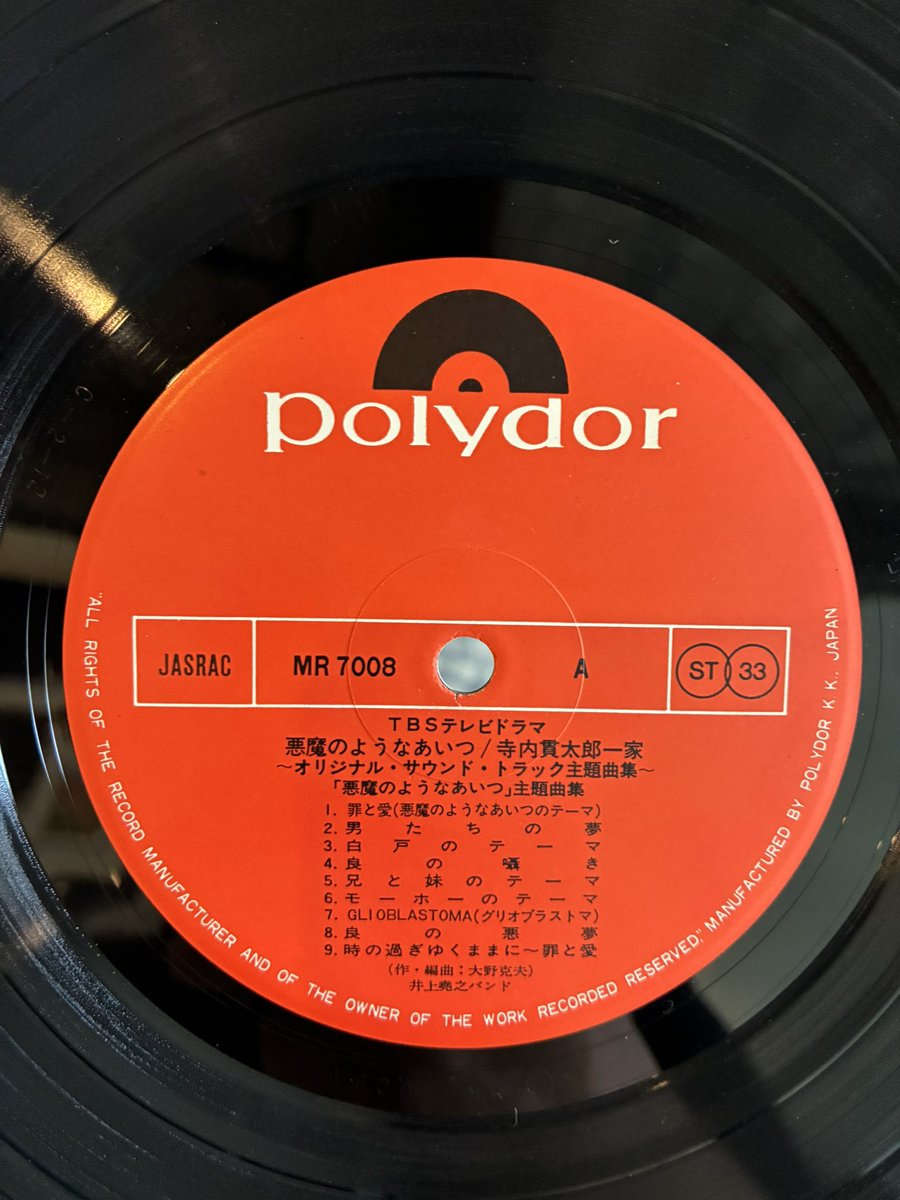 polydor
JASRAC
MR 7008
A
ST 33
TBSテレビドラマ
悪魔のようなあいつ/寺内貫太郎一家
〜オリジナル・サウンド・トラック主題曲集〜
「悪魔のようなあいつ」主題曲集
1. 罪と愛(悪魔のようなあいつのテーマ)
2. 男たちの夢
3. 白戸のテーマ
4. 良の囁き
5. 兄と妹のテーマ
6. モーホーのテーマ
7. GLIOBLASTOMA(グリオブラストマ)
8. 良の悪夢
9. 時の過ぎゆくままに〜罪と愛
(作・編曲:大野克夫)
井上堯之バンド
"ALL RIGHTS OF THE RECORD MANUFACTURER AND OF THE OWNER OF THE WORK RECORDED RESERVED," MANUFACTURED BY POLYDOR K.K., JAPAN